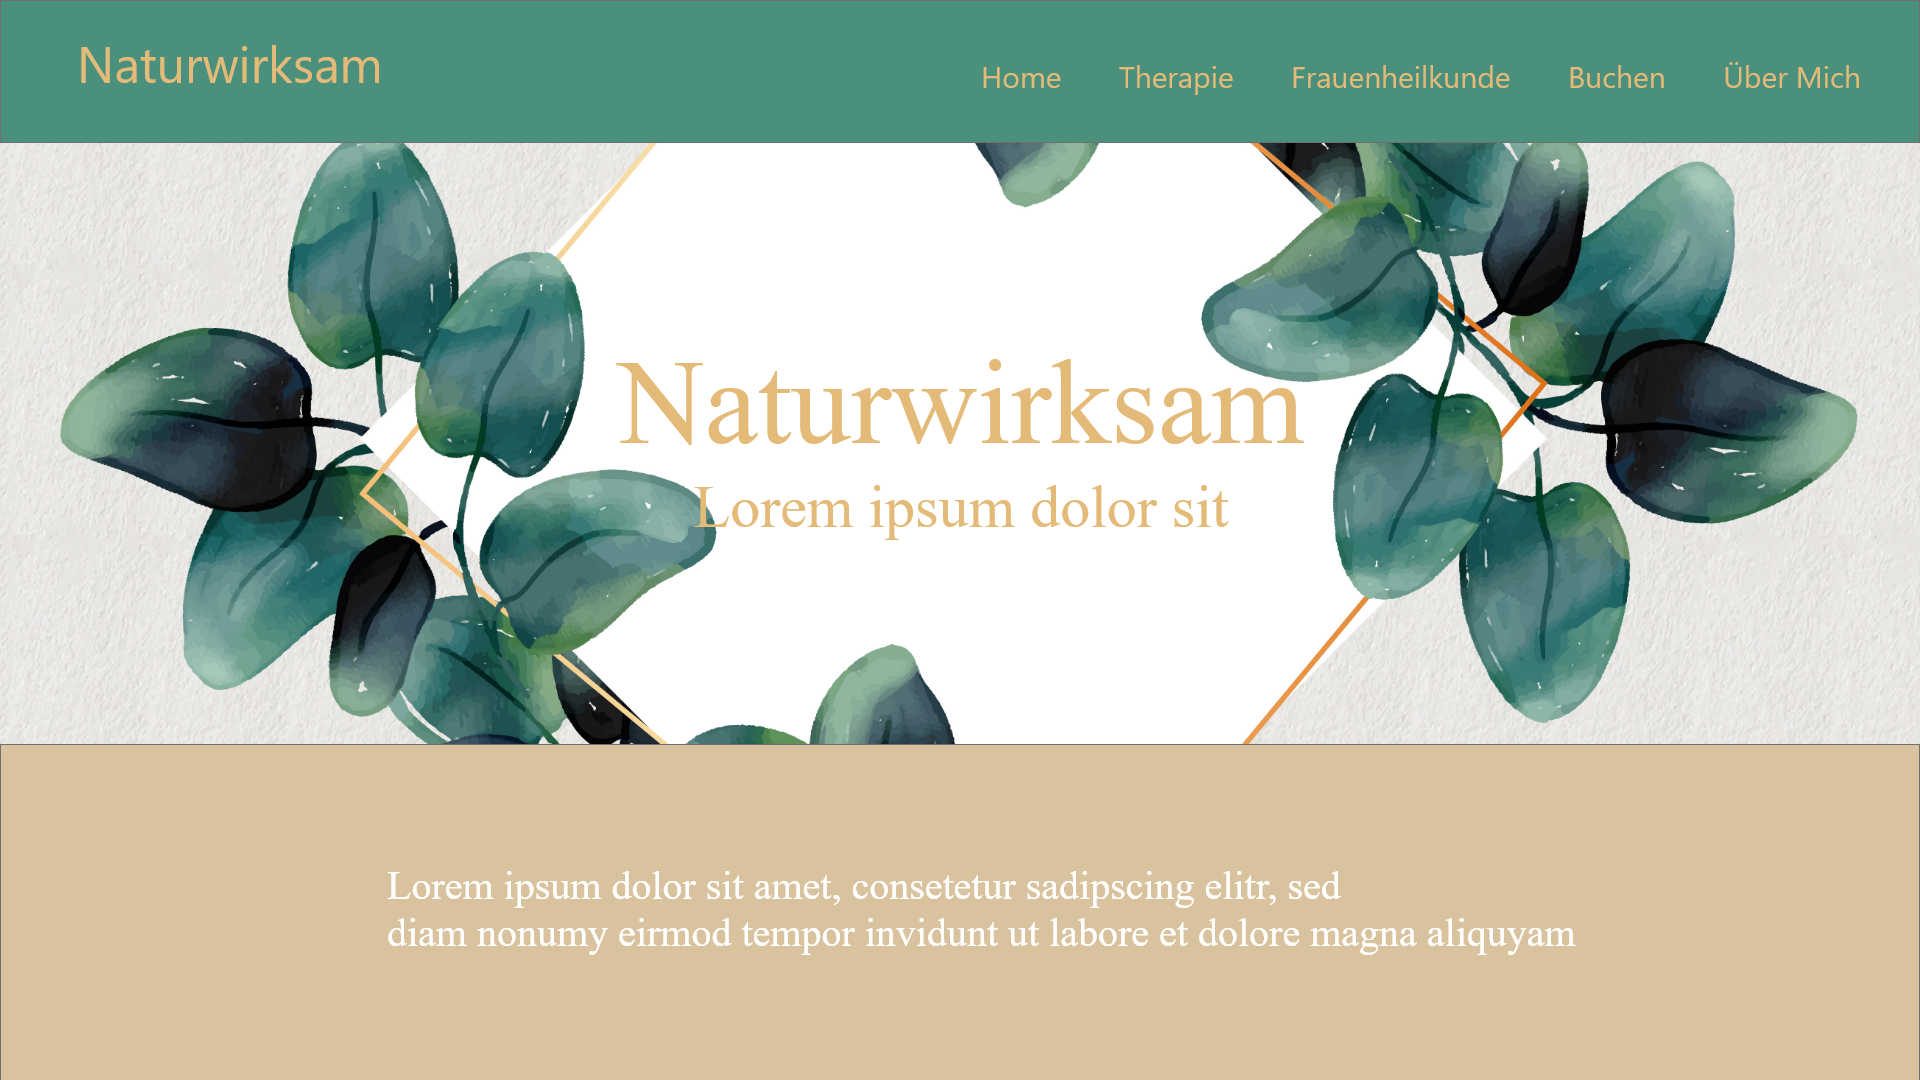 Naturwirksam
Home Therapie Frauenheilkunde Buchen Über Mich
Naturwirksam
Lorem ipsum dolor sit
Lorem ipsum dolor sit amet, consetetur sadipscing elitr, sed
diam nonumy eirmod tempor invidunt ut labore et dolore magna aliquyam